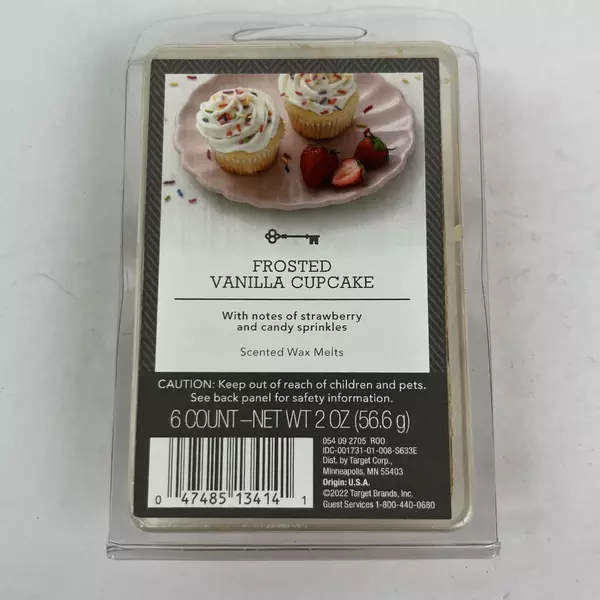 FROSTED
VANILLA CUPCAKE
With notes of strawberry
and candy sprinkles
Scented Wax Melts
CAUTION: Keep out of reach of children and pets.
See back panel for safety information.
6 COUNT–NET WT 2 OZ (56.6 g)
054 09 2705 ROO
IDC-001731-01-008-S633E
Dist. by Target Corp.,
Minneapolis, MN 55403
Origin: U.S.A.
©2022 Target Brands, Inc.
Guest Services 1-800-440-0680
0 47485 13414 1